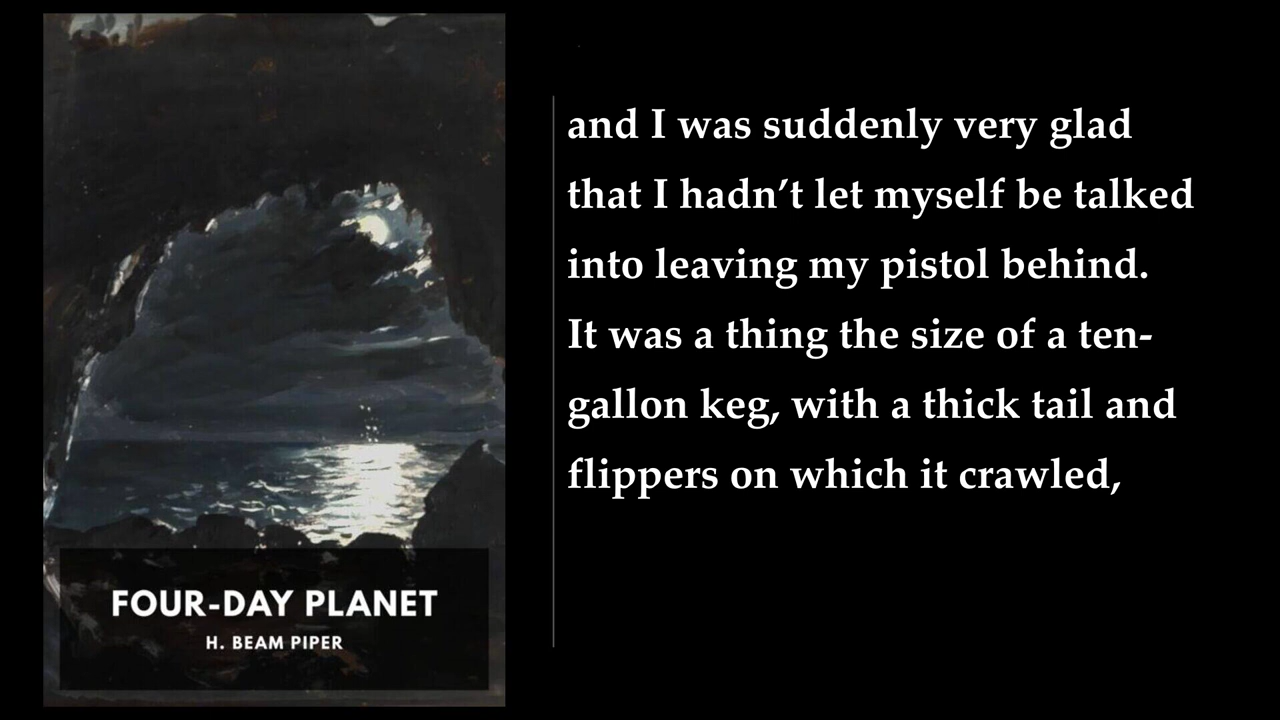 FOUR-DAY PLANET
H. BEAM PIPER
and I was suddenly very glad
that I hadn’t let myself be talked
into leaving my pistol behind.
It was a thing the size of a ten-
gallon keg, with a thick tail and
flippers on which it crawled,